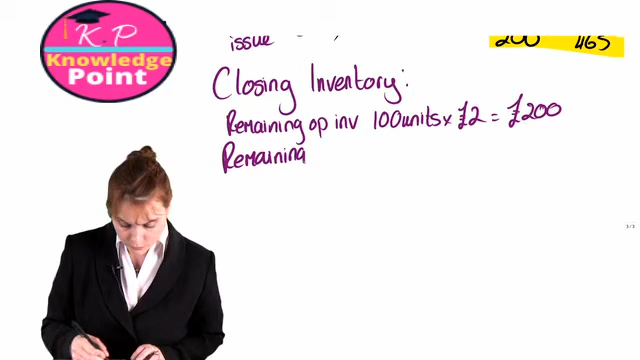 K.P
Knowledge
Point
issue
200 465
Closing Inventory:
Remaining op inv 100 units x £2 = £200
Remaining